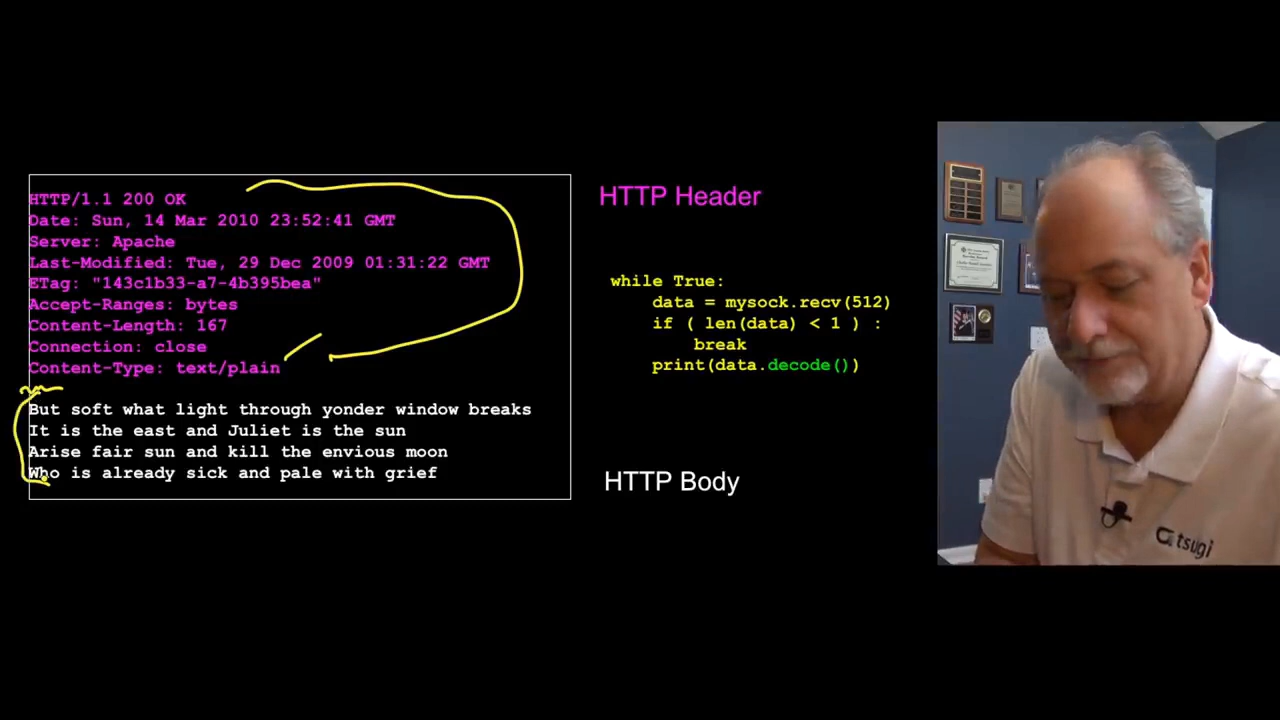 HTTP/1.1 200 OK
Date: Sun, 14 Mar 2010 23:52:41 GMT
Server: Apache
Last-Modified: Tue, 29 Dec 2009 01:31:22 GMT
ETag: "143c1b33-a7-4b395bea"
Accept-Ranges: bytes
Content-Length: 167
Connection: close
Content-Type: text/plain
But soft what light through yonder window breaks
It is the east and Juliet is the sun
Arise fair sun and kill the envious moon
Who is already sick and pale with grief
HTTP Header
while True:
    data = mysock.recv(512)
    if ( len(data) < 1 ) :
        break
    print(data.decode())
HTTP Body
tsugi